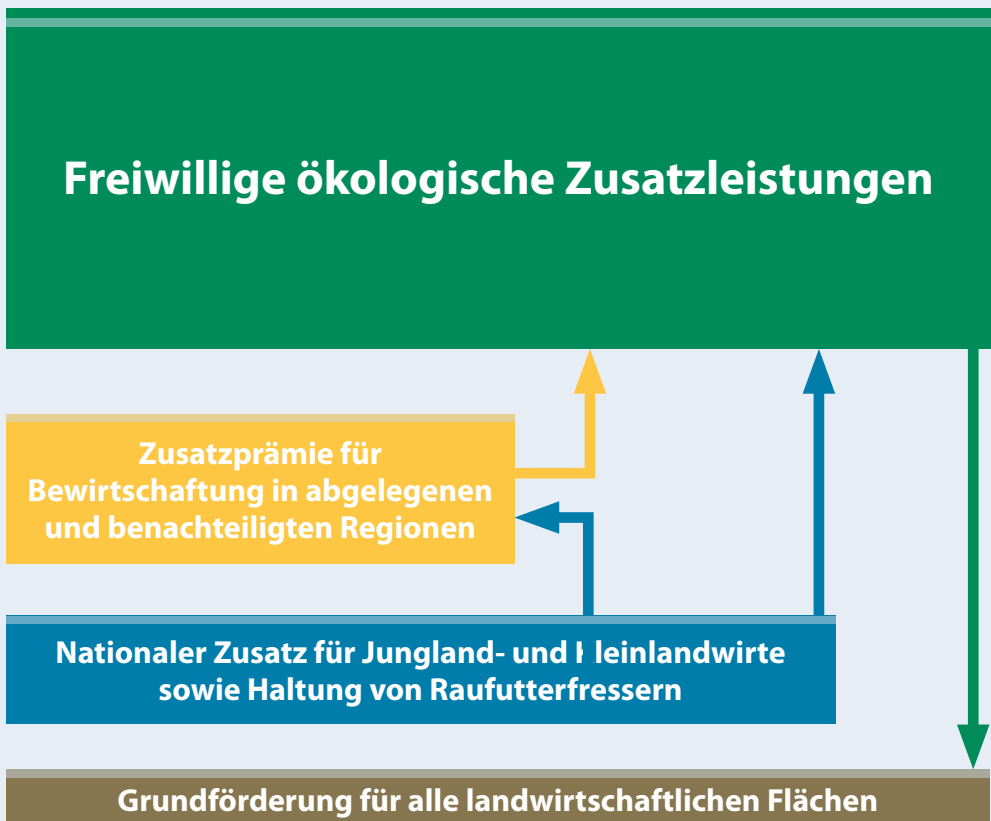 Freiwillige ökologische Zusatzleistungen
Zusatzprämie für
Bewirtschaftung in abgelegenen
und benachteiligten Regionen
Nationaler Zusatz für Jungland- und Kleinlandwirte
sowie Haltung von Raufutterfressern
Grundförderung für alle landwirtschaftlichen Flächen